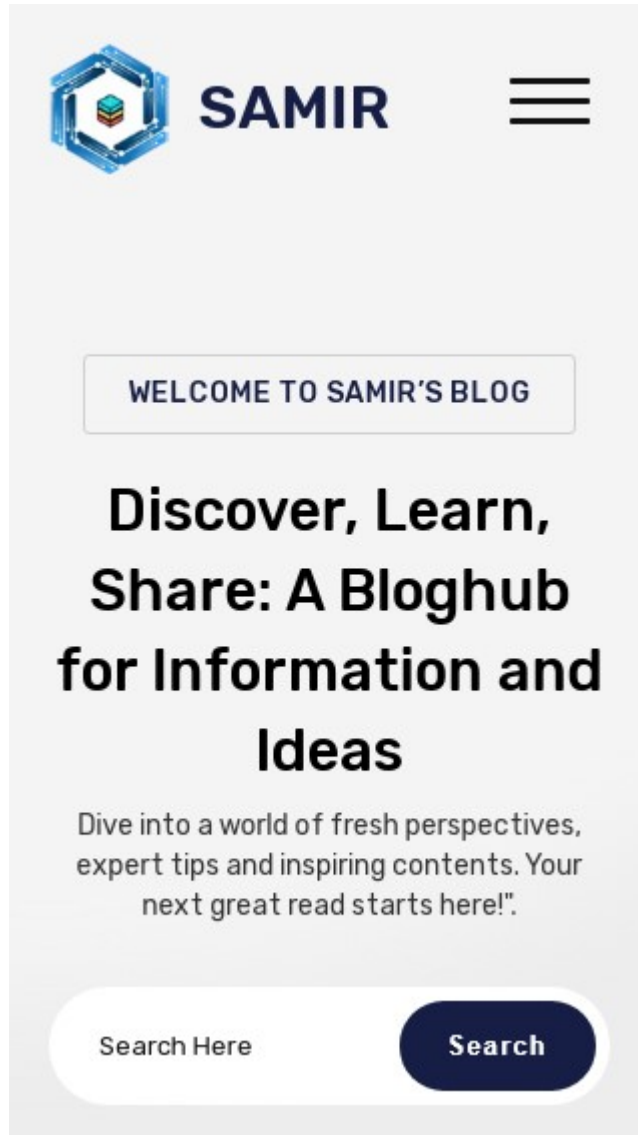 SAMIR
WELCOME TO SAMIR’S BLOG
Discover, Learn,
Share: A Bloghub
for Information and
Ideas
Dive into a world of fresh perspectives,
expert tips and inspiring contents. Your
next great read starts here!".
Search Here
Search